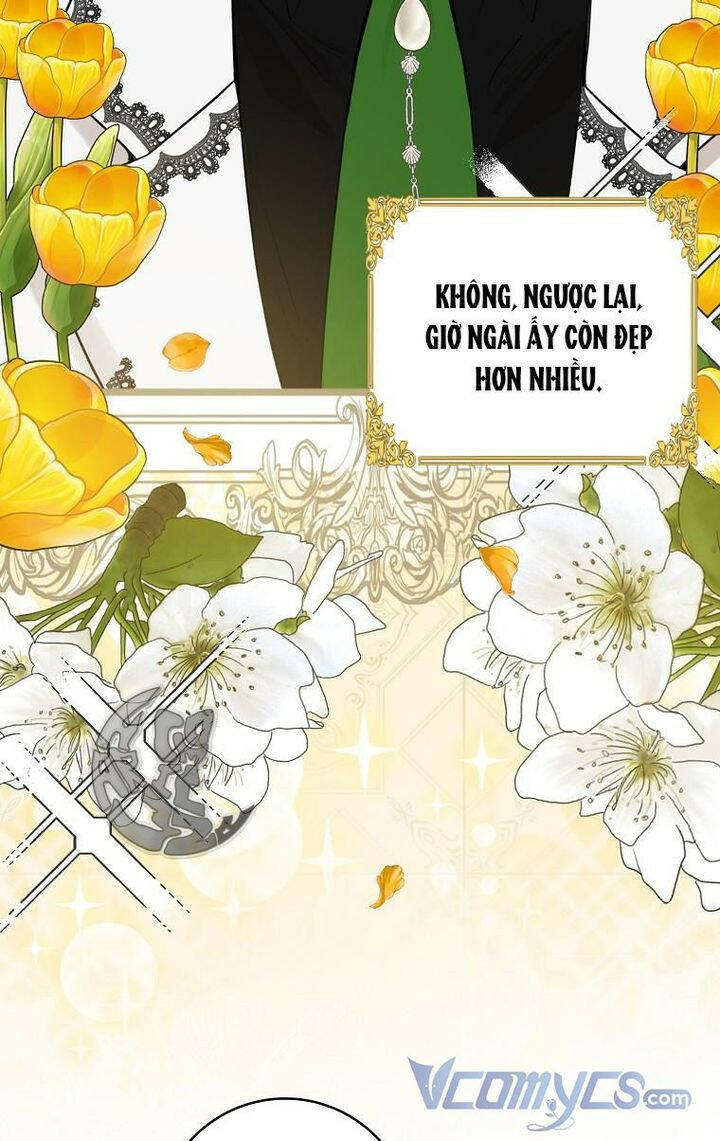 KHÔNG, NGƯỢC LẠI,
GIỜ NGÀI ẤY CÒN ĐẸP
HƠN NHIỀU.
VCOMYCS.com